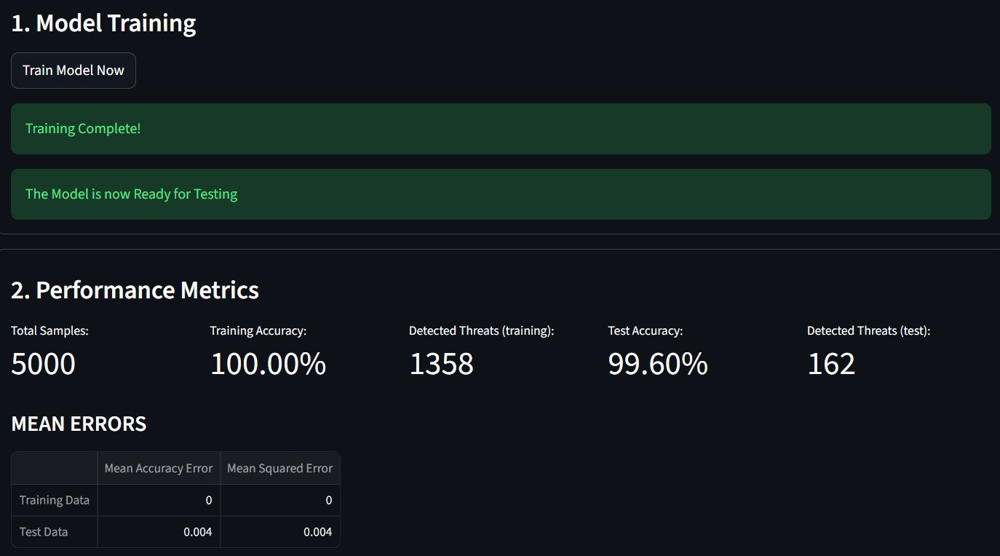 1. Model Training
Train Model Now
Training Complete!
The Model is now Ready for Testing
2. Performance Metrics
Total Samples: Training Accuracy: Detected Threats (training): Test Accuracy: Detected Threats (test):
5000 100.00% 1358 99.60% 162
MEAN ERRORS
Mean Accuracy Error Mean Squared Error
Training Data 0 0
Test Data 0.004 0.004